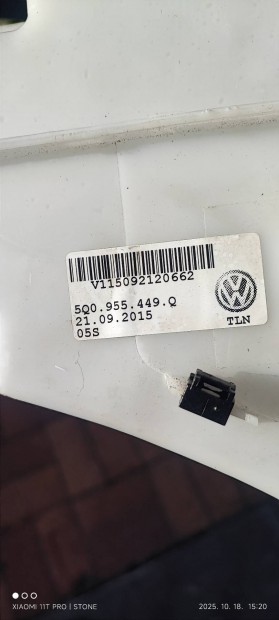 V115092120662
5Q0.955.449.Q
21.09.2015
05S
TLN
XIAOMI 11T PRO | STONE
2025. 10. 18. 15:20